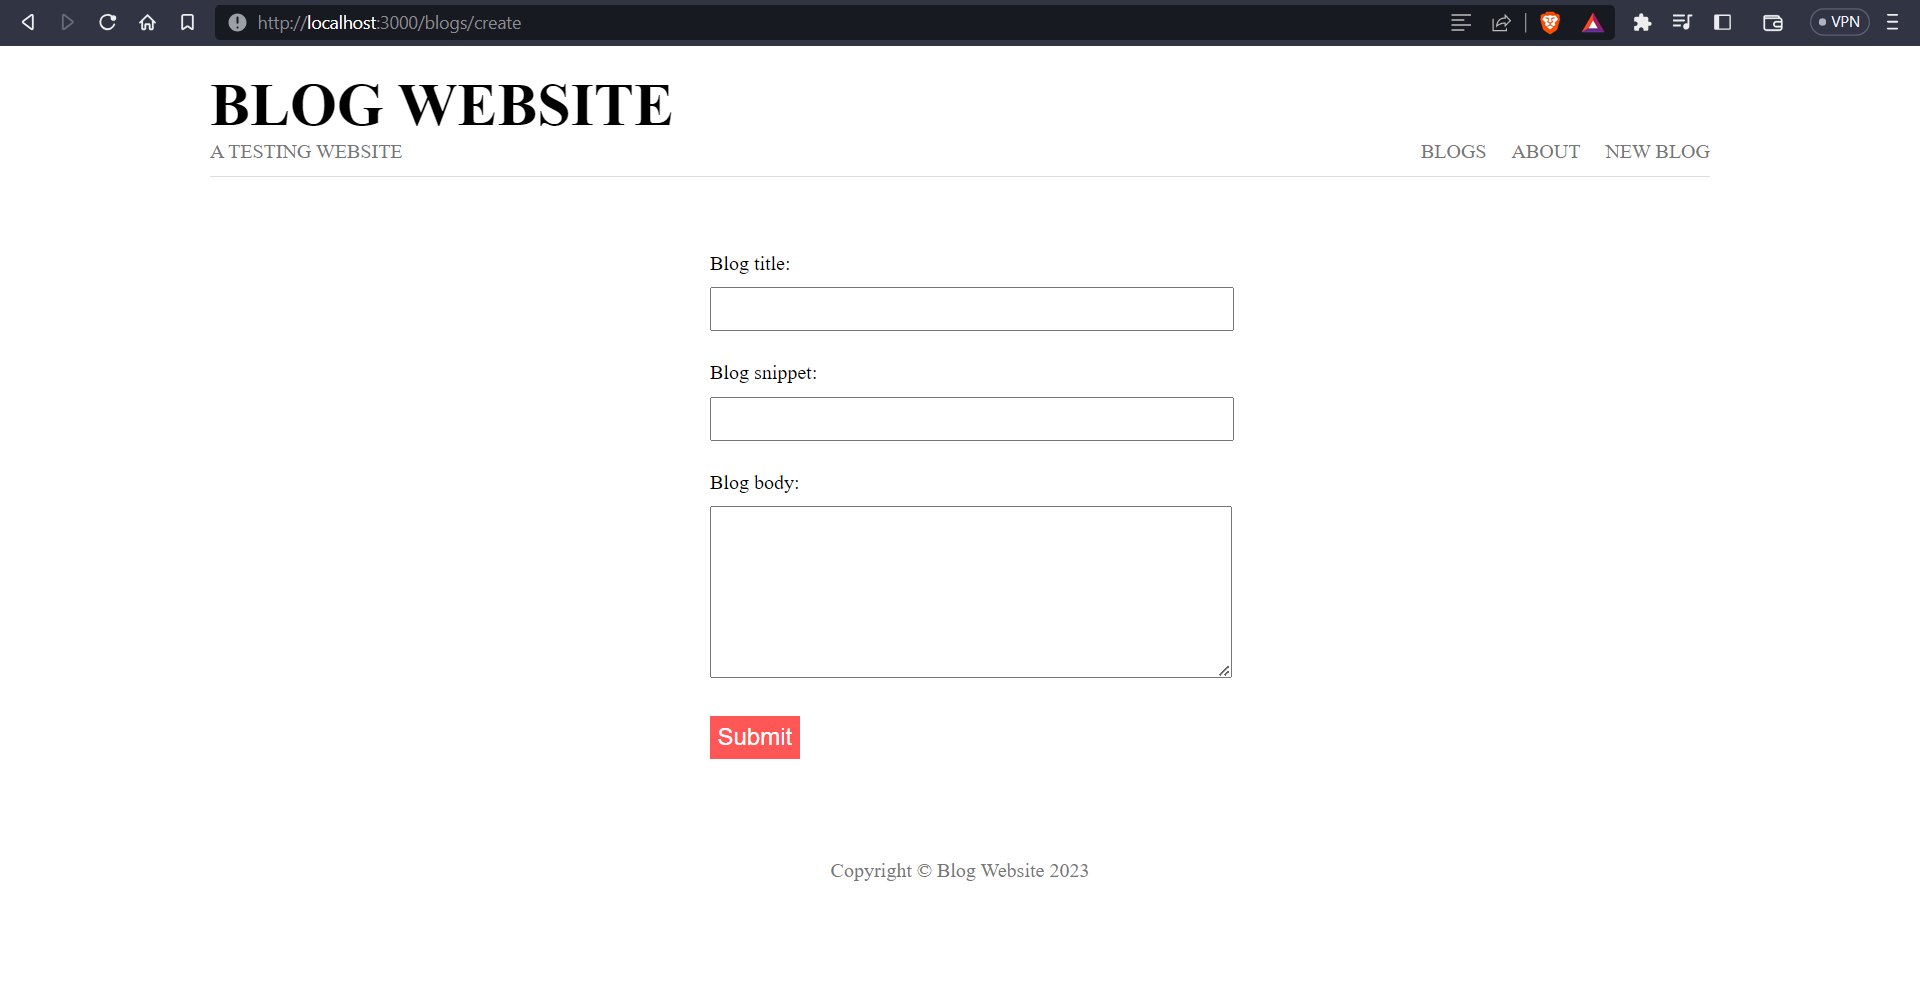 http://localhost:3000/blogs/create
VPN
BLOG WEBSITE
A TESTING WEBSITE
BLOGS ABOUT NEW BLOG
Blog title:
Blog snippet:
Blog body:
Submit
Copyright © Blog Website 2023